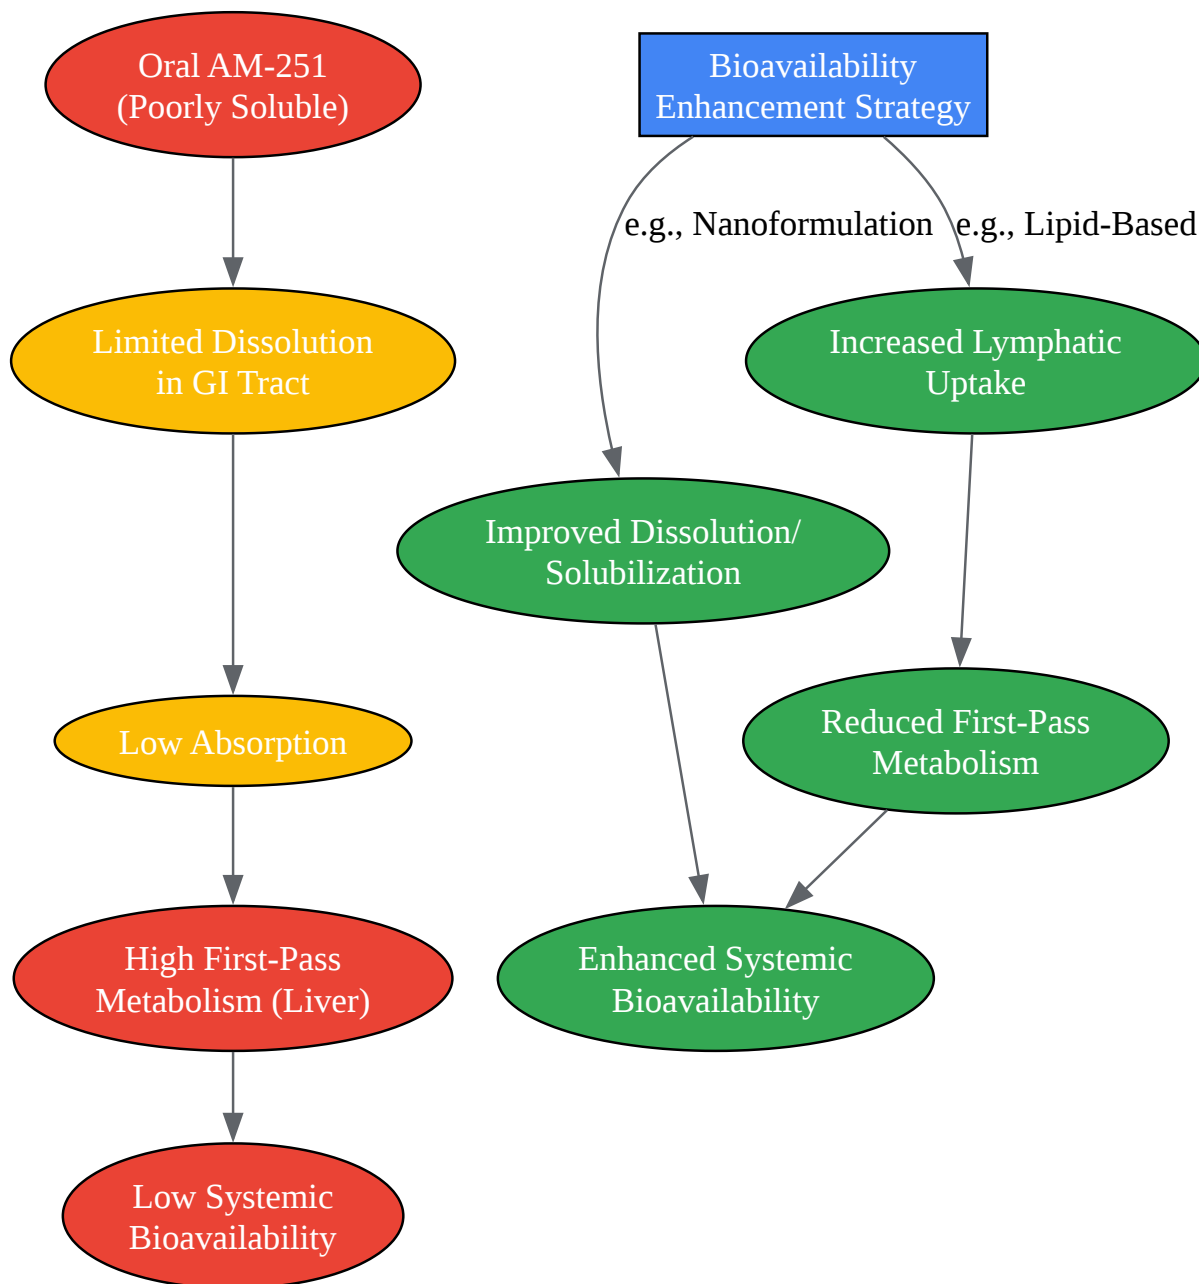 Oral AM-251
(Poorly Soluble)
Bioavailability
Enhancement Strategy
e.g., Nanoformulation
e.g., Lipid-Based
Limited Dissolution
in GI Tract
Increased Lymphatic
Uptake
Improved Dissolution/
Solubilization
Low Absorption
Reduced First-Pass
Metabolism
High First-Pass
Metabolism (Liver)
Enhanced Systemic
Bioavailability
Low Systemic
Bioavailability